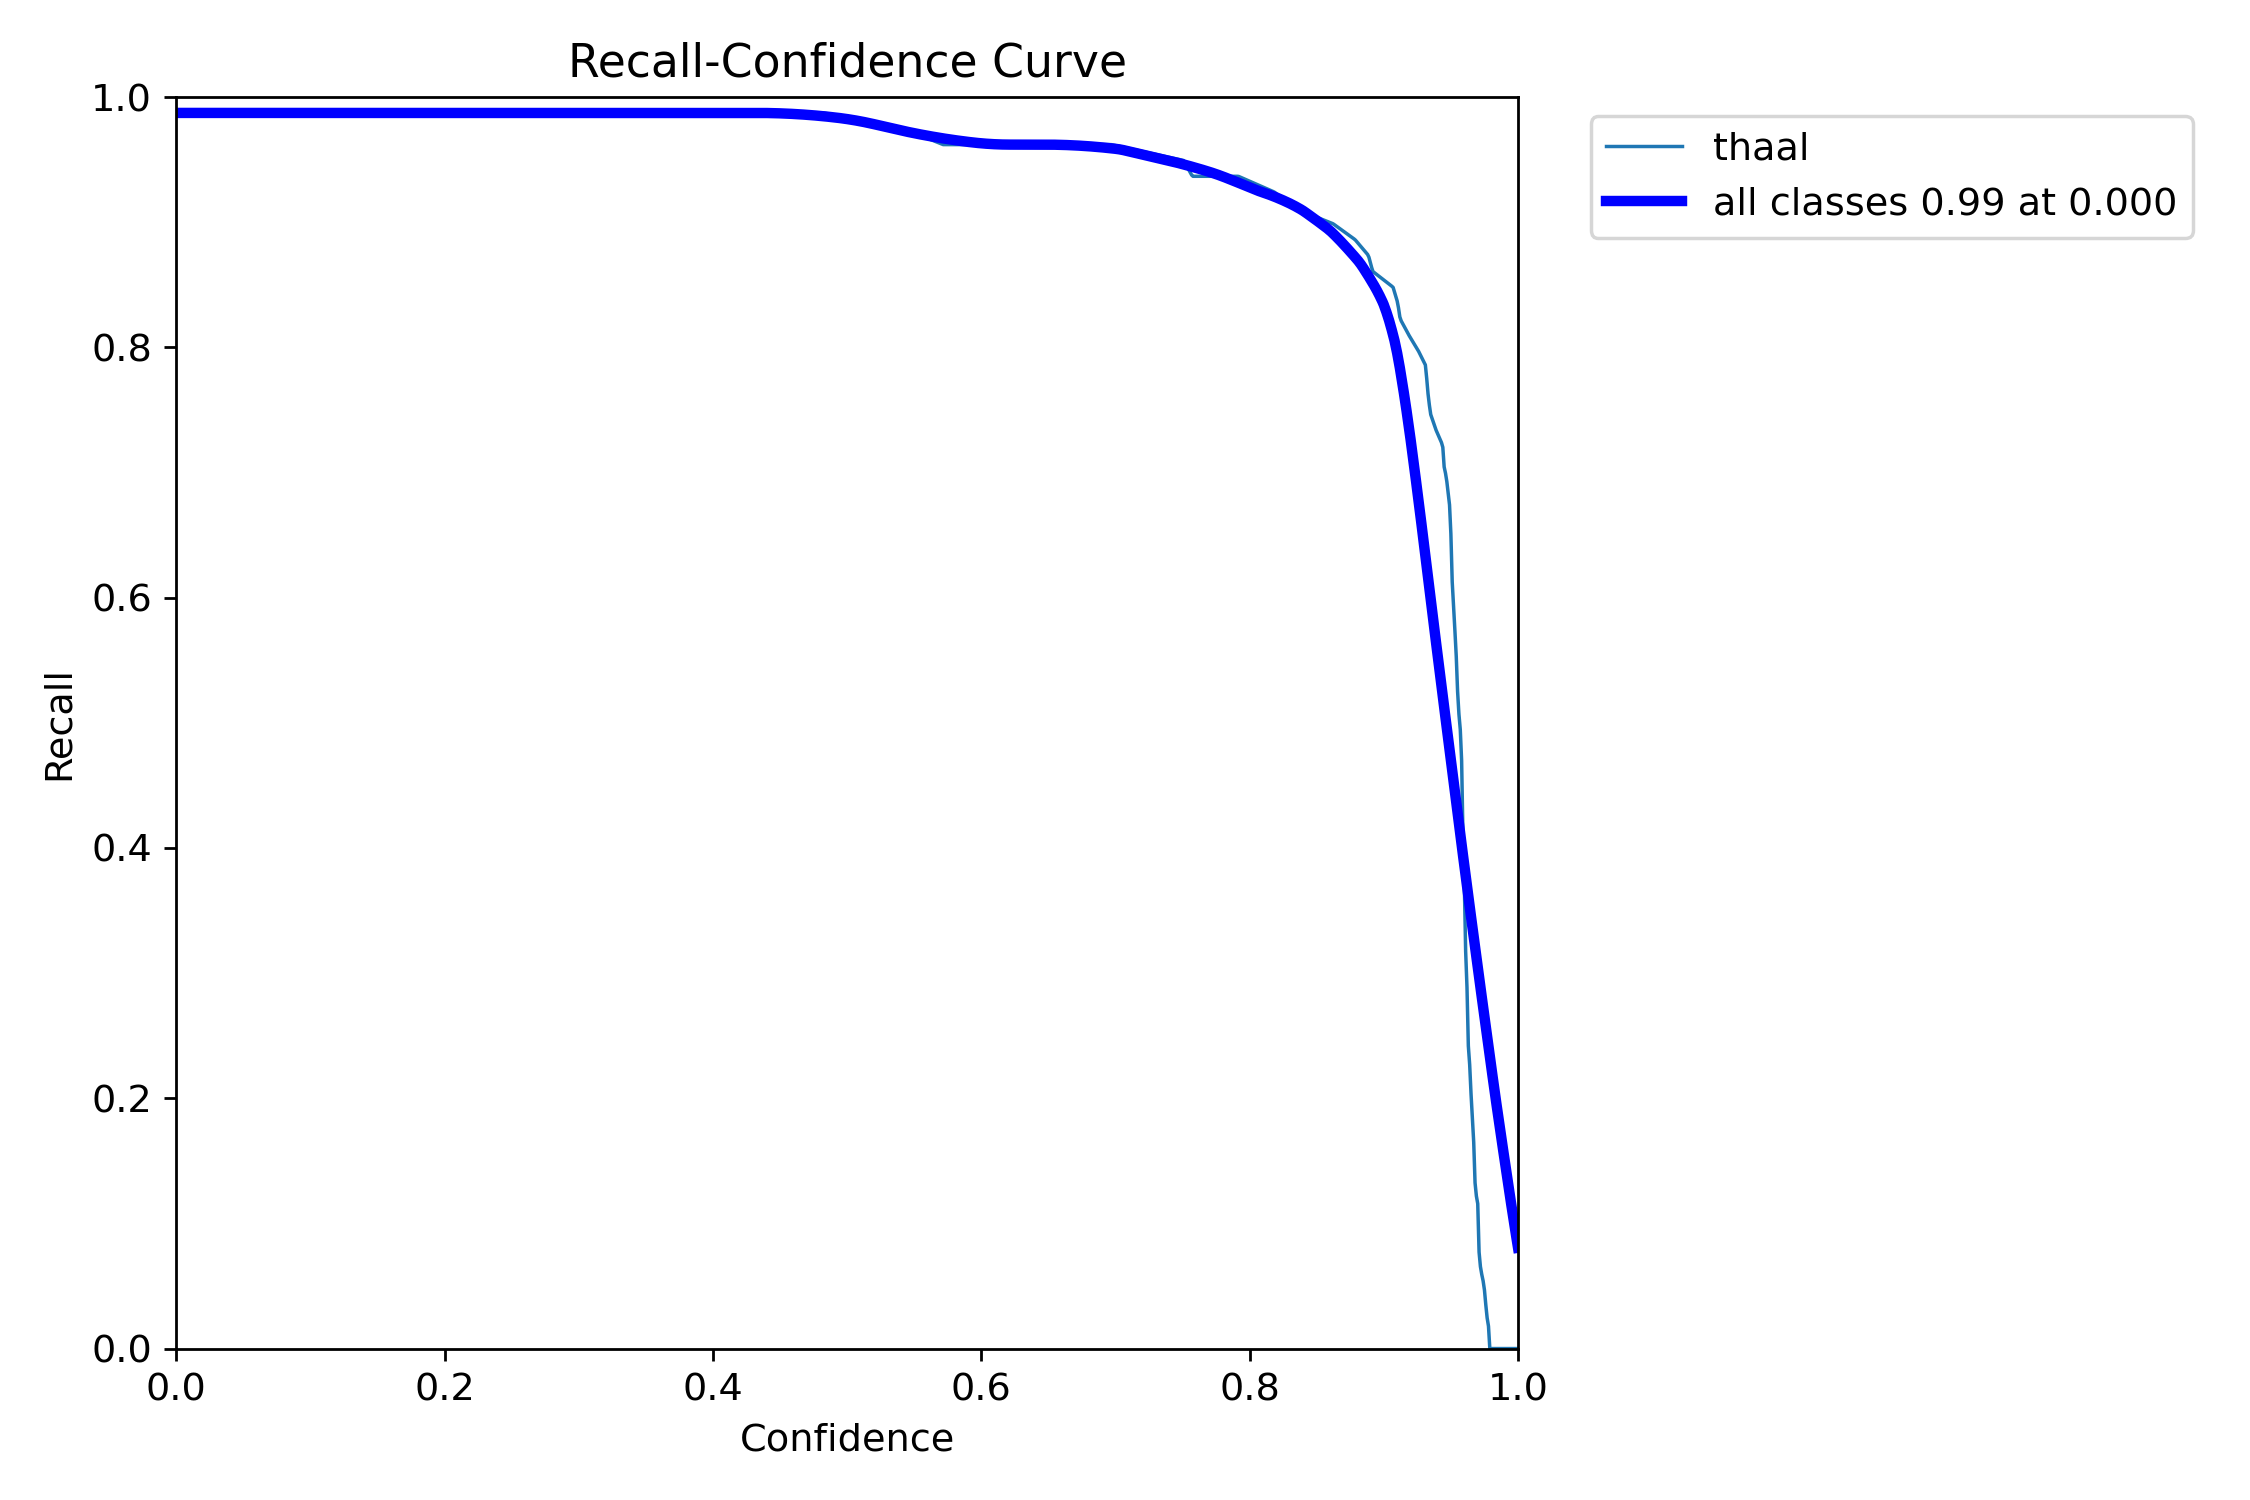 Recall-Confidence Curve
1.0
0.8
0.6
0.4
0.2
0.0
Recall
0.0 0.2 0.4 0.6 0.8 1.0
Confidence
thaal
all classes 0.99 at 0.000